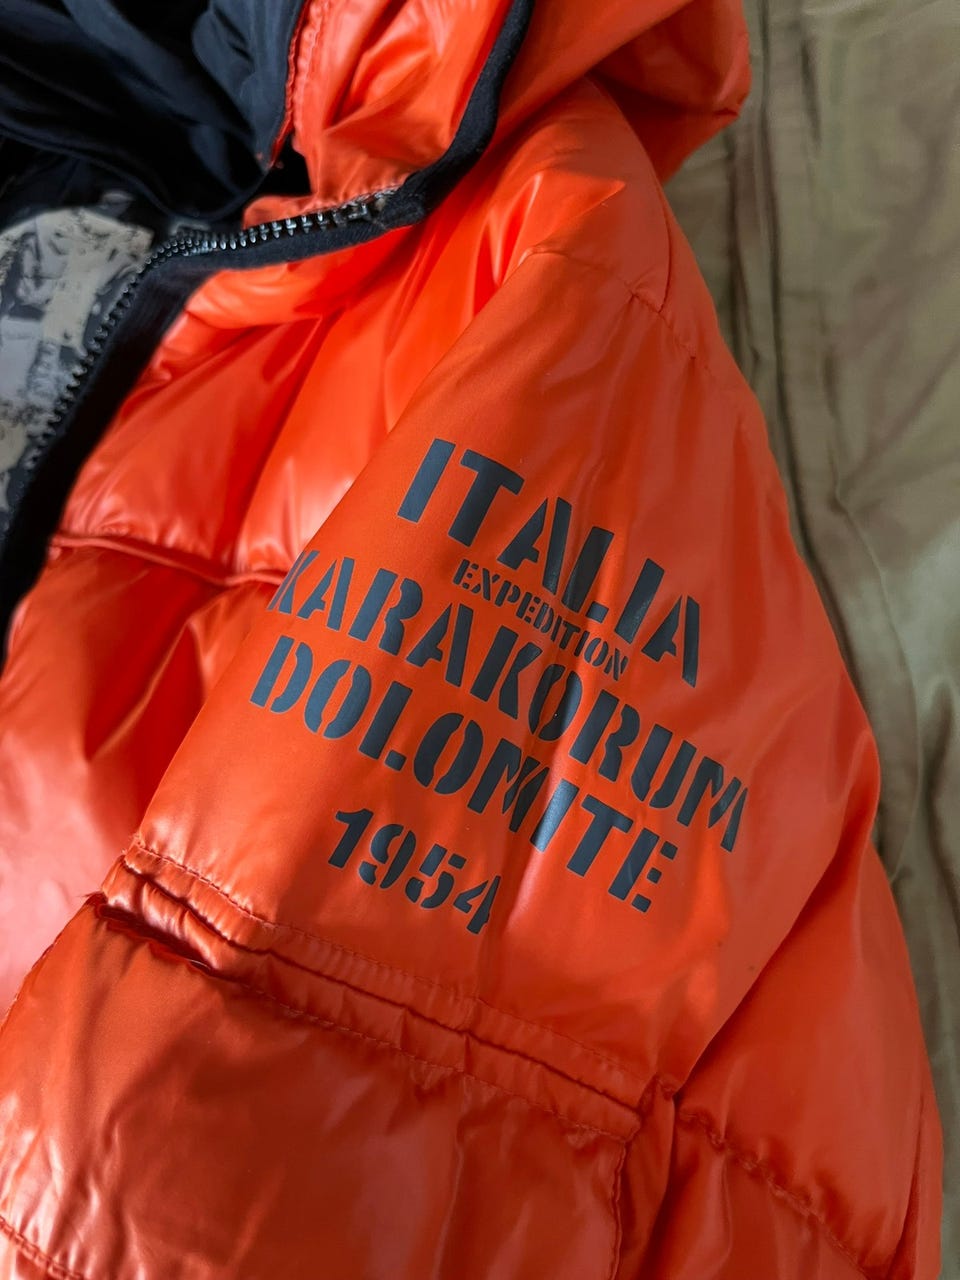 ITALIA
EXPEDITION
KARAKORUM
DOLOMITE
1954